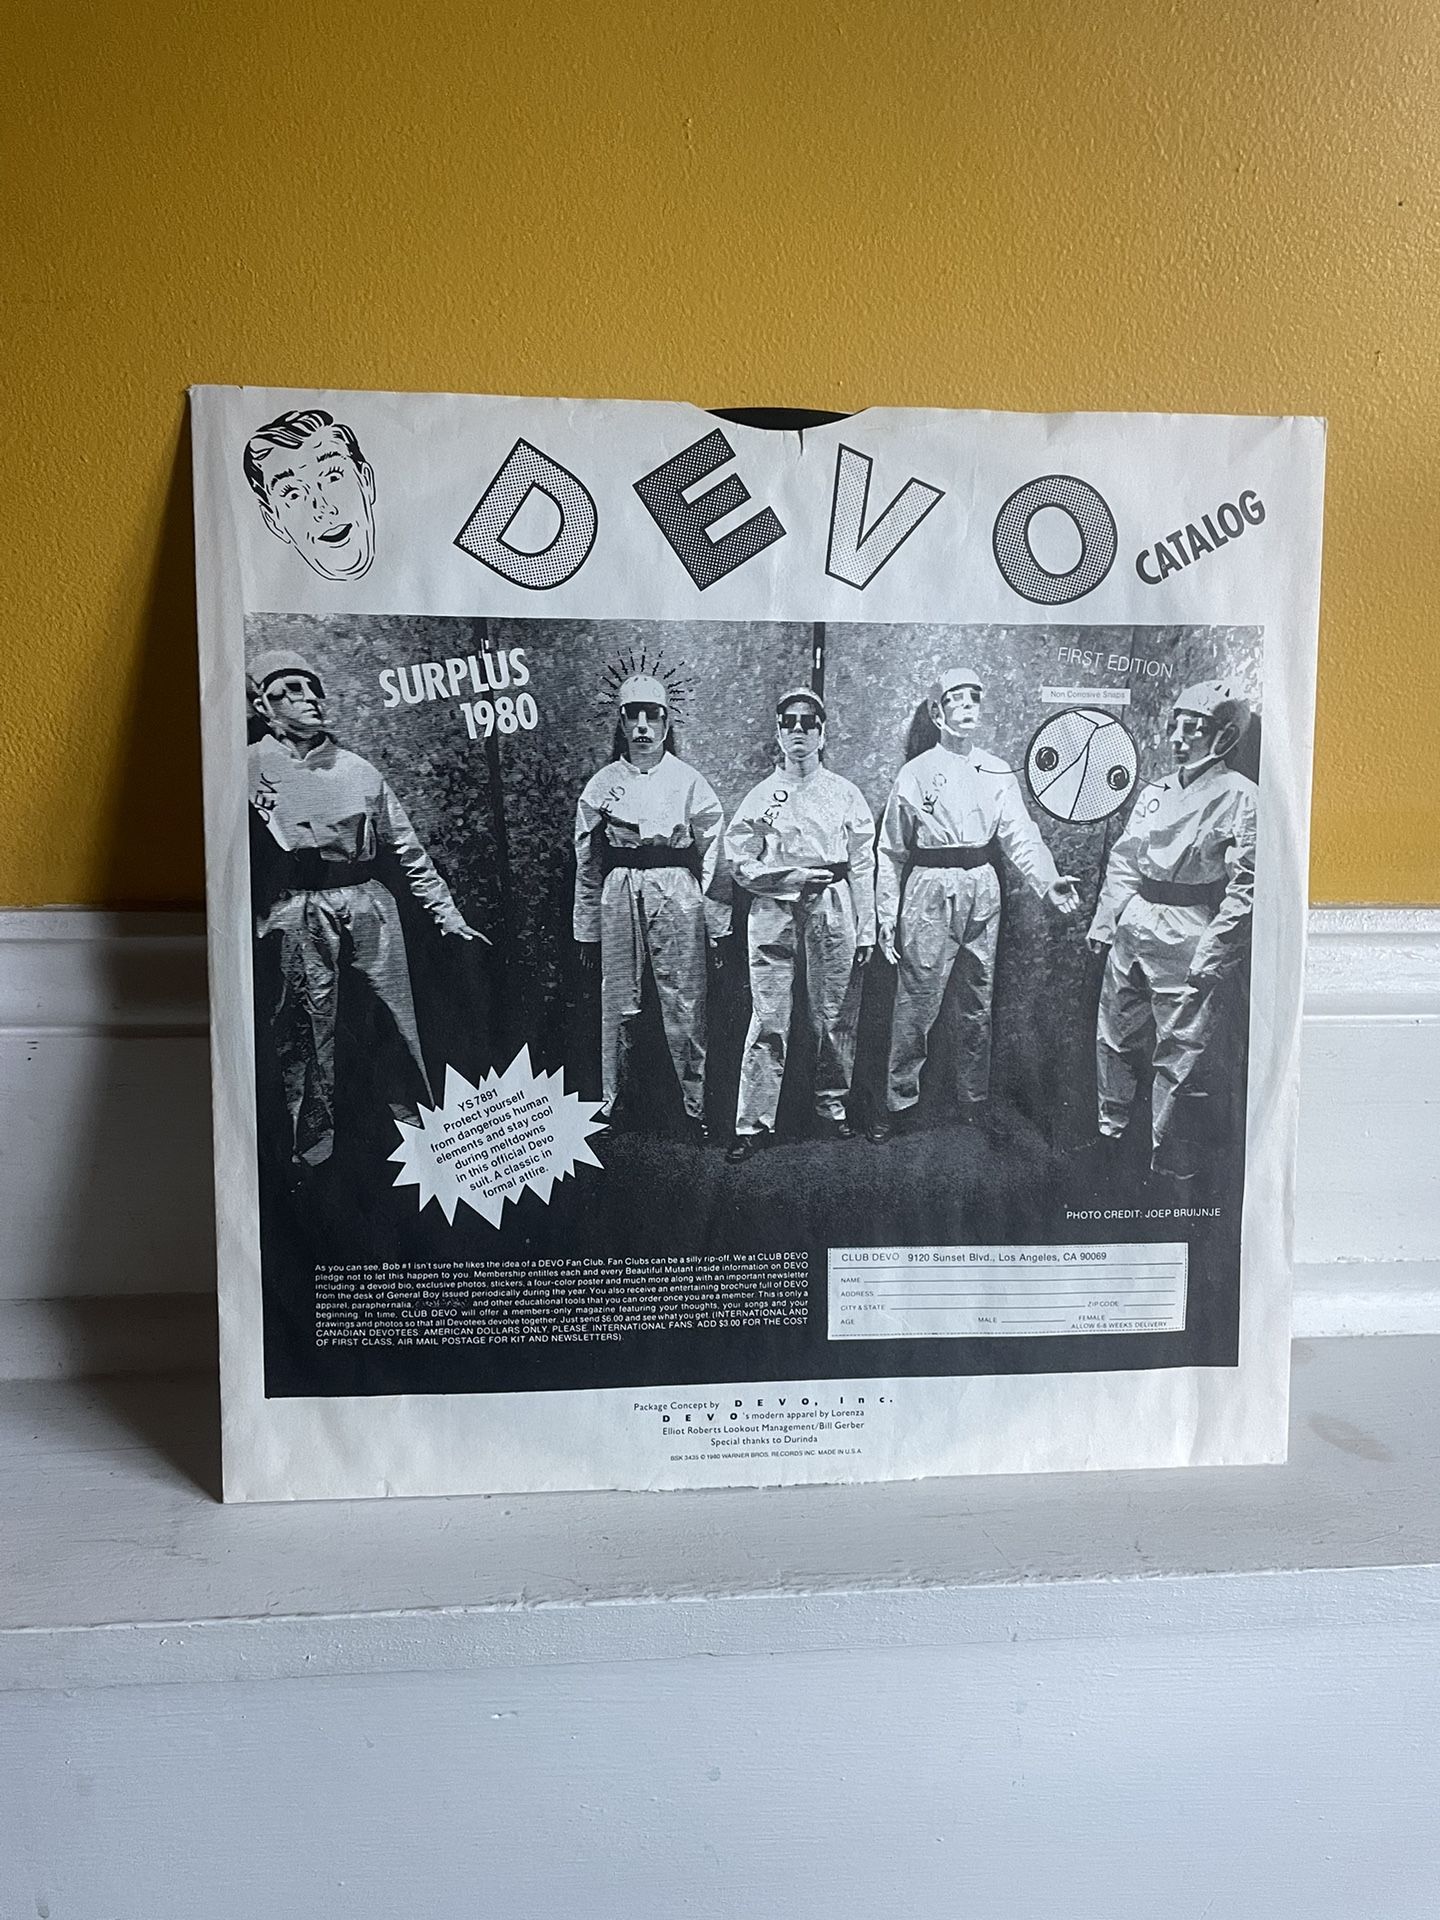 DEVO CATALOG
SURPLUS
1980
FIRST EDITION
Non Corrosive Snaps
DEVO
DEVO
DEVO
DEVO
DEVO
YS 7891
Protect yourself
from dangerous human
elements and stay cool
during meltdowns
in this official Devo
suit. A classic in
formal attire.
PHOTO CREDIT: JOEP BRUIJNJE
As you can see, Bob #1 isn't sure he likes the idea of a DEVO Fan Club. Fan Clubs can be a silly rip-off. We at CLUB DEVO
pledge not to let this happen to you. Membership entitles each and every Beautiful Mutant inside information on DEVO
including: a devoid bio, exclusive photos, stickers, a four-color poster and much more along with an important newsletter
from the desk of General Boy issued periodically during the year. You also receive an entertaining brochure full of DEVO
apparel, paraphernalia, and other educational tools that you can order once you are a member. This is only a
beginning. In time, CLUB DEVO will offer a members-only magazine featuring your thoughts, your songs and your
drawings and photos so that all Devotees devolve together. Just send $6.00 and see what you get. (INTERNATIONAL AND
CANADIAN DEVOTEES: AMERICAN DOLLARS ONLY, PLEASE. INTERNATIONAL FANS, ADD $3.00 FOR THE COST
OF FIRST CLASS, AIR MAIL POSTAGE FOR KIT AND NEWSLETTERS).
CLUB DEVO 9120 Sunset Blvd., Los Angeles, CA 90069
NAME
ADDRESS
CITY & STATE ZIP CODE
AGE MALE FEMALE
ALLOW 6-8 WEEKS DELIVERY
Package Concept by DEVO, Inc.
DEVO's modern apparel by Lorenza
Elliot Roberts Lookout Management/Bill Gerber
Special thanks to Durinda
BSK 3435 © 1980 WARNER BROS. RECORDS INC. MADE IN U.S.A.